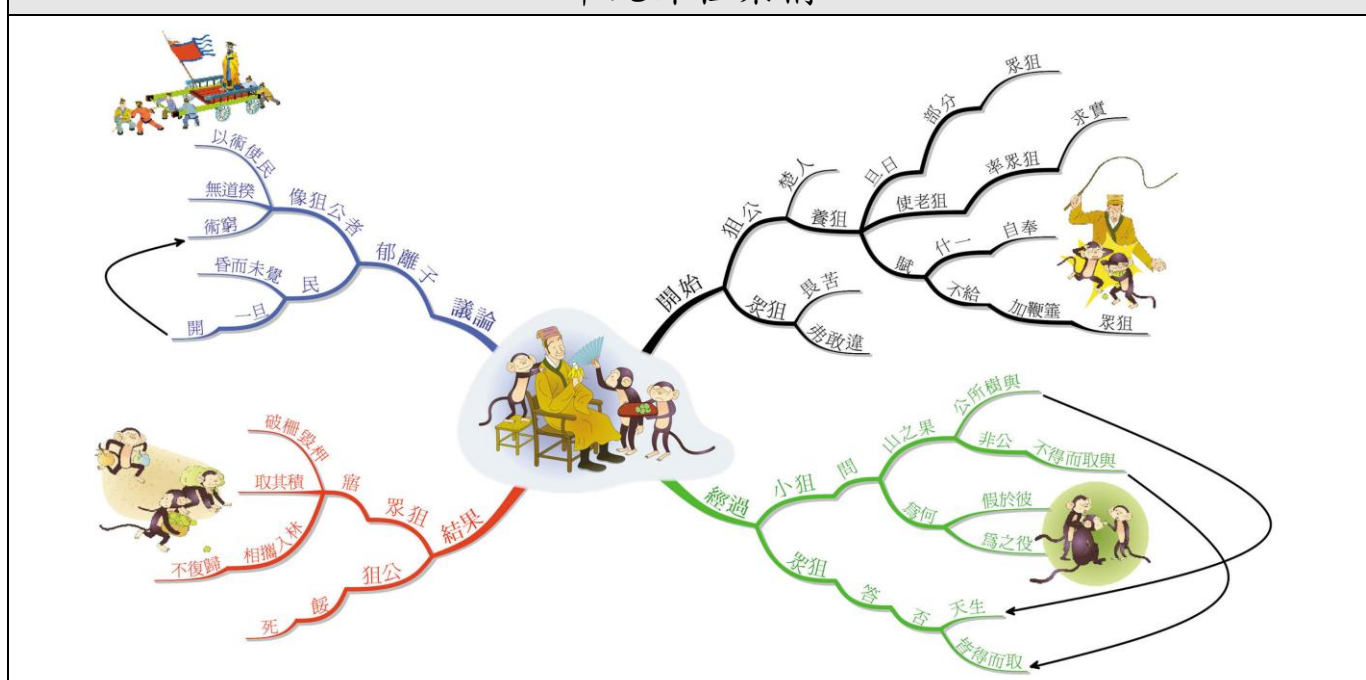 開始
狙公
楚人
養狙
旦日
部分
眾狙
使老狙
率眾狙
求實
賦
什一
自奉
不給
加鞭箠
眾狙
眾狙
畏苦
弗敢違
經過
小狙
問
山之果
公所樹與
非公
不得而取與
為何
假於彼
為之役
眾狙
答
否
天生
皆得而取
結果
眾狙
寤
破柵毀柙
取其積
相攜入林
不復歸
狙公
餒
死
議論
郁離子
像狙公者
以術使民
無道揆
術窮
民
昏而未覺
一旦
開